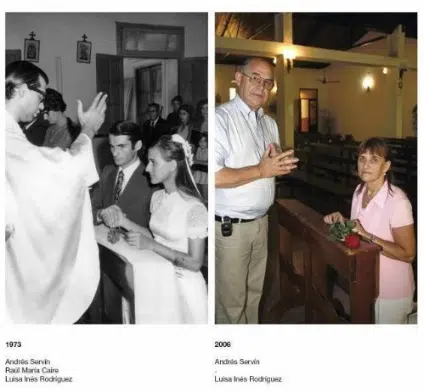 1973
Andrés Servín
Raúl María Caire
Luisa Inés Rodríguez
2006
Andrés Servín
.
Luisa Inés Rodríguez